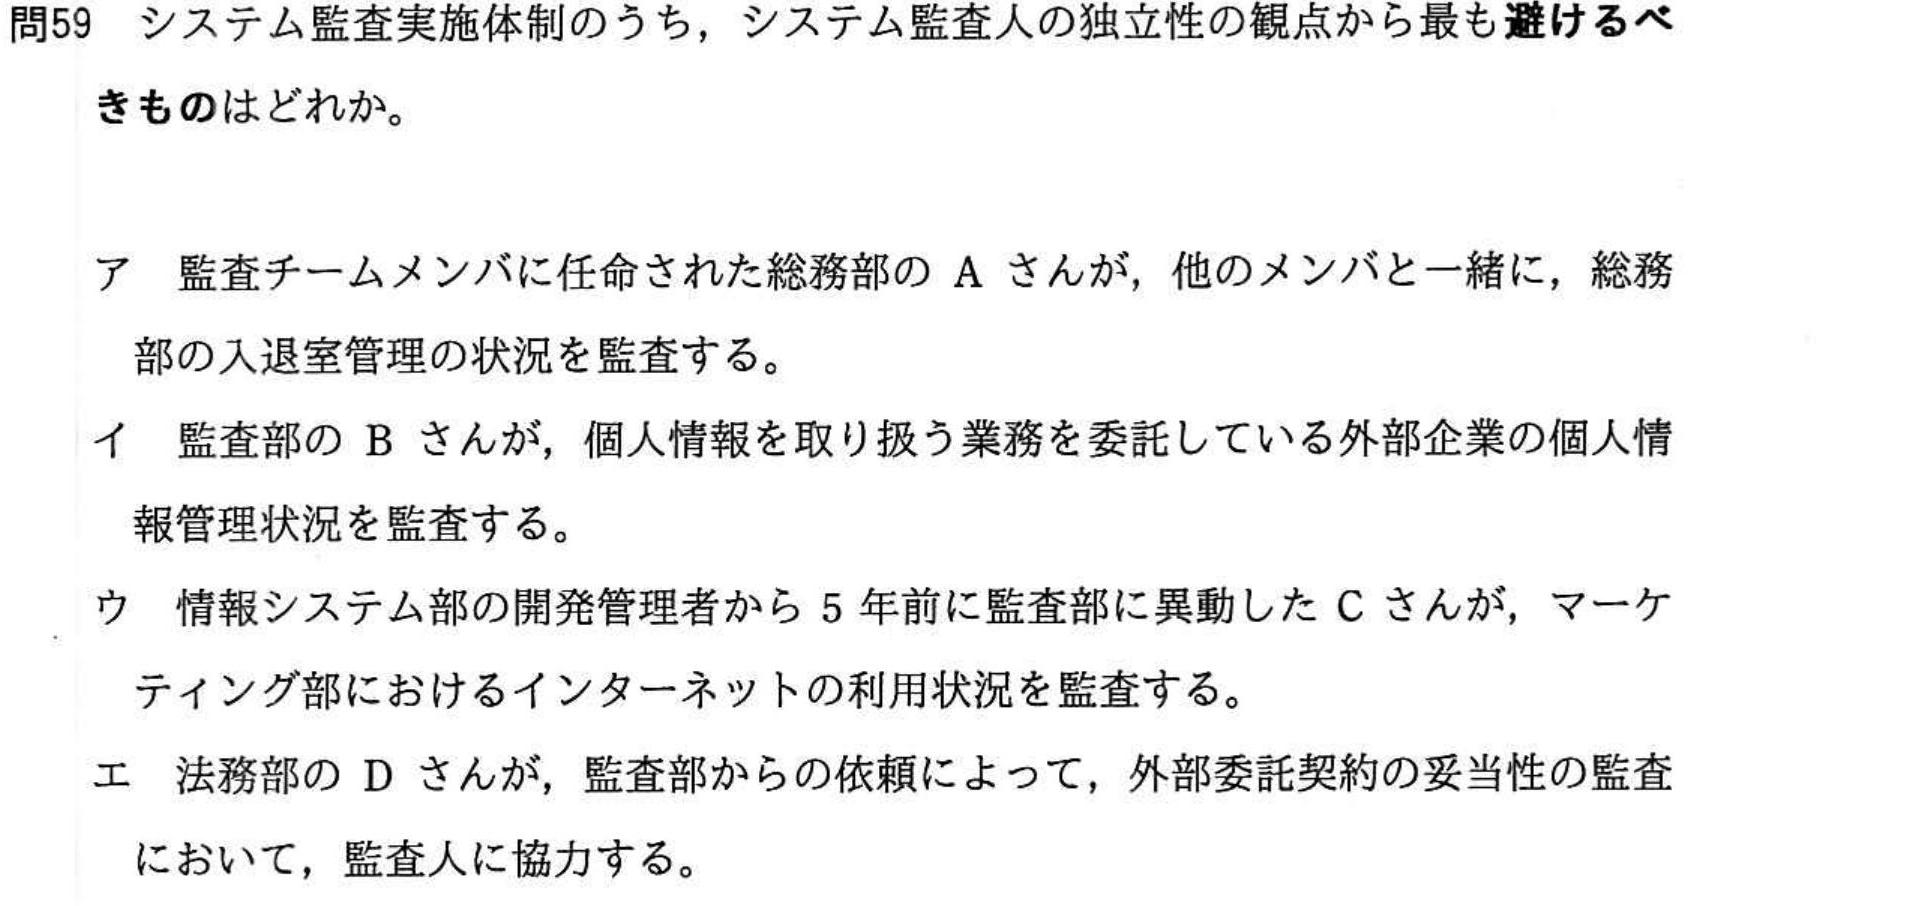 問59 システム監査実施体制のうち，システム監査人の独立性の観点から最も避けるべ
きものはどれか。
ア 監査チームメンバに任命された総務部の A さんが，他のメンバと一緒に，総務
部の入退室管理の状況を監査する。
イ 監査部の B さんが，個人情報を取り扱う業務を委託している外部企業の個人情
報管理状況を監査する。
ウ 情報システム部の開発管理者から 5 年前に監査部に異動した C さんが，マーケ
ティング部におけるインターネットの利用状況を監査する。
エ 法務部の D さんが，監査部からの依頼によって，外部委託契約の妥当性の監査
において，監査人に協力する。